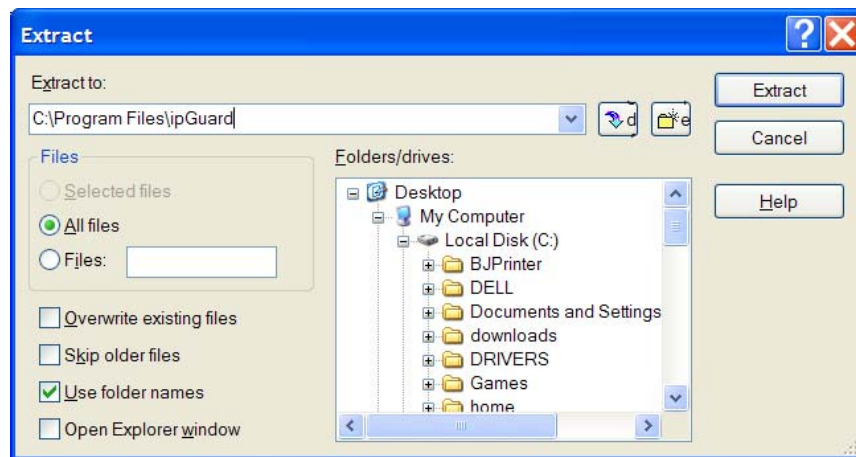 Extract
Extract to:
C:\Program Files\ipGuard
d
e
Extract
Cancel
Help
Files
Selected files
All files
Files:
Overwrite existing files
Skip older files
Use folder names
Open Explorer window
Folders/drives:
Desktop
My Computer
Local Disk (C:)
BJPrinter
DELL
Documents and Settings
downloads
DRIVERS
Games
home